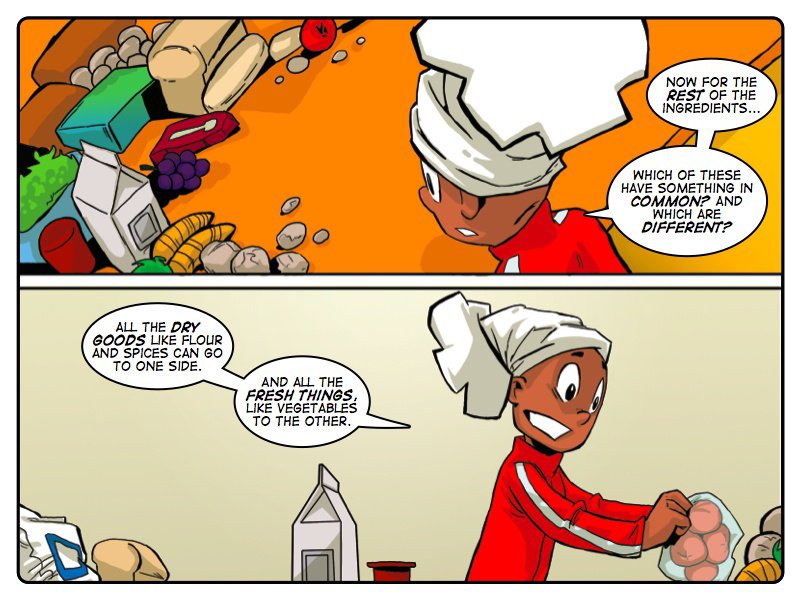 NOW FOR THE
REST OF THE
INGREDIENTS...
WHICH OF THESE
HAVE SOMETHING IN
COMMON? AND
WHICH ARE
DIFFERENT?
ALL THE DRY
GOODS LIKE FLOUR
AND SPICES CAN GO
TO ONE SIDE.
AND ALL THE
FRESH THINGS,
LIKE VEGETABLES
TO THE OTHER.